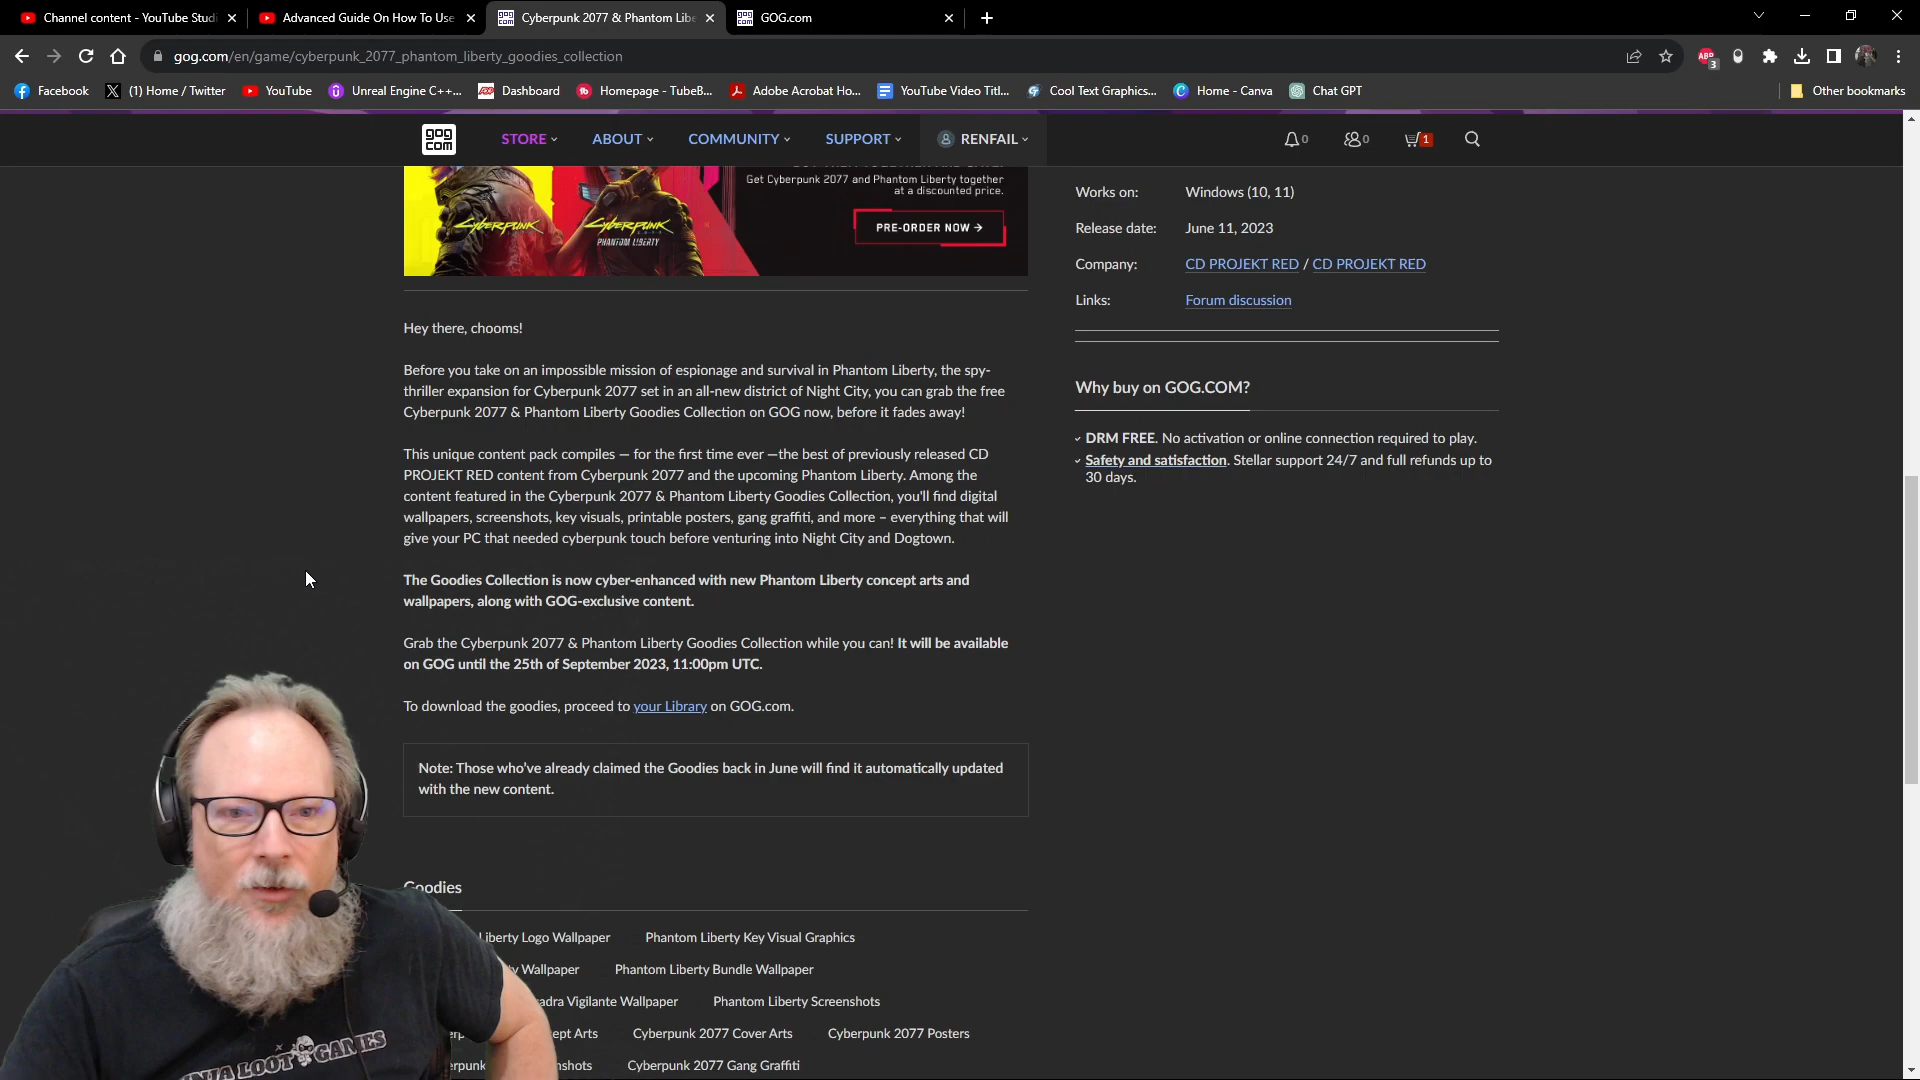 Channel content - YouTube Studi
Advanced Guide On How To Use
Cyberpunk 2077 & Phantom Libe
GOG.com
gog.com/en/game/cyberpunk_2077_phantom_liberty_goodies_collection
ABP
3
Facebook
(1) Home / Twitter
YouTube
Unreal Engine C++...
Dashboard
Homepage - TubeB...
Adobe Acrobat Ho...
YouTube Video Titl...
Cool Text Graphics...
Home - Canva
Chat GPT
Other bookmarks
gog com
STORE
ABOUT
COMMUNITY
SUPPORT
RENFAIL
0
0
1
Get Cyberpunk 2077 and Phantom Liberty together
at a discounted price.
PRE-ORDER NOW →
Cyberpunk
Cyberpunk
PHANTOM LIBERTY
Works on: Windows (10, 11)
Release date: June 11, 2023
Company: CD PROJEKT RED / CD PROJEKT RED
Links: Forum discussion
Hey there, chooms!
Before you take on an impossible mission of espionage and survival in Phantom Liberty, the spy-
thriller expansion for Cyberpunk 2077 set in an all-new district of Night City, you can grab the free
Cyberpunk 2077 & Phantom Liberty Goodies Collection on GOG now, before it fades away!
This unique content pack compiles — for the first time ever —the best of previously released CD
PROJEKT RED content from Cyberpunk 2077 and the upcoming Phantom Liberty. Among the
content featured in the Cyberpunk 2077 & Phantom Liberty Goodies Collection, you'll find digital
wallpapers, screenshots, key visuals, printable posters, gang graffiti, and more – everything that will
give your PC that needed cyberpunk touch before venturing into Night City and Dogtown.
The Goodies Collection is now cyber-enhanced with new Phantom Liberty concept arts and
wallpapers, along with GOG-exclusive content.
Grab the Cyberpunk 2077 & Phantom Liberty Goodies Collection while you can! It will be available
on GOG until the 25th of September 2023, 11:00pm UTC.
To download the goodies, proceed to your Library on GOG.com.
Note: Those who've already claimed the Goodies back in June will find it automatically updated
with the new content.
Why buy on GOG.COM?
DRM FREE. No activation or online connection required to play.
Safety and satisfaction. Stellar support 24/7 and full refunds up to
30 days.
Goodies
Liberty Logo Wallpaper Phantom Liberty Key Visual Graphics
y Wallpaper Phantom Liberty Bundle Wallpaper
adra Vigilante Wallpaper Phantom Liberty Screenshots
ept Arts Cyberpunk 2077 Cover Arts Cyberpunk 2077 Posters
erpunk nshots Cyberpunk 2077 Gang Graffiti
NINJA LOOT GAMES